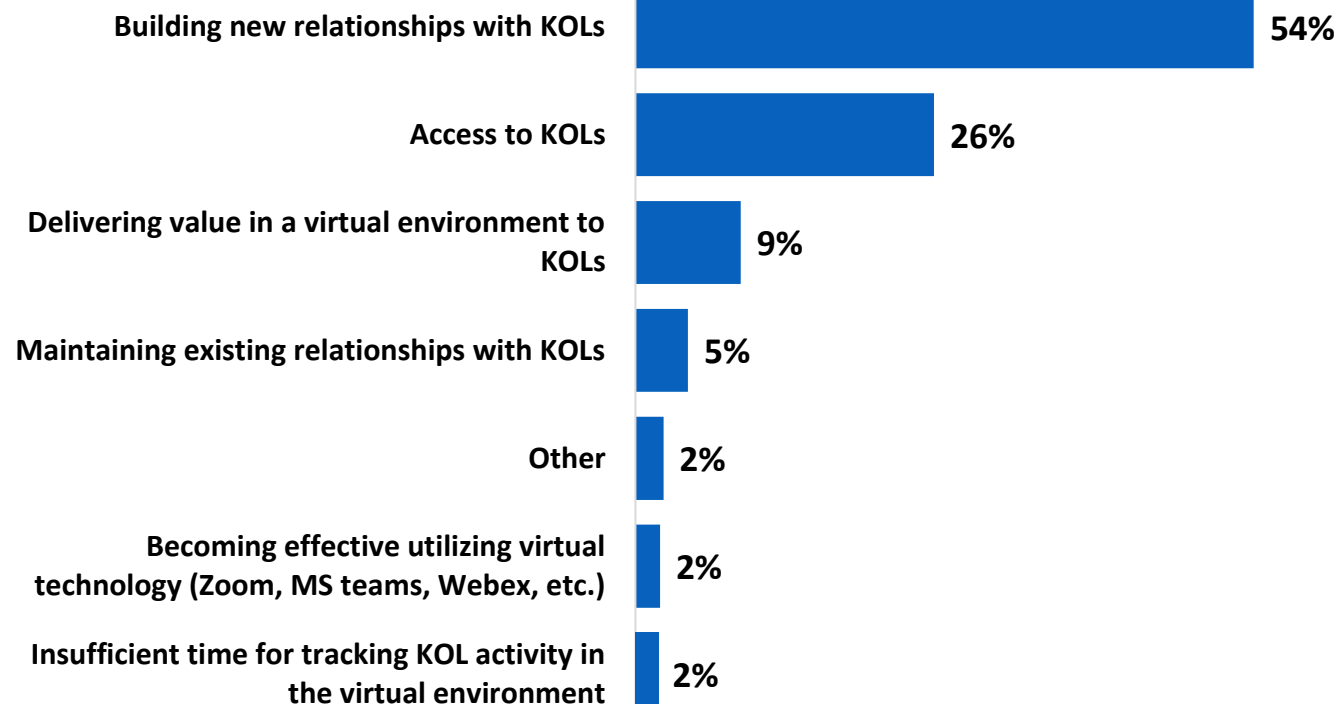 Building new relationships with KOLs
54%
Access to KOLs
26%
Delivering value in a virtual environment to
KOLs
9%
Maintaining existing relationships with KOLs
5%
Other
2%
Becoming effective utilizing virtual
technology (Zoom, MS teams, Webex, etc.)
2%
Insufficient time for tracking KOL activity in
the virtual environment
2%